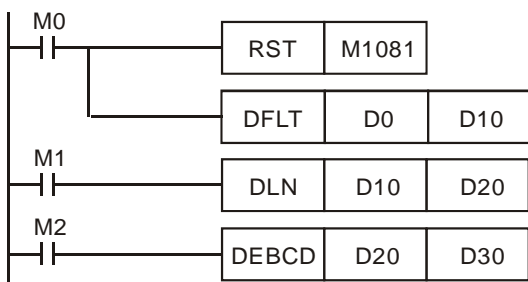 M0
RST M1081
DFLT D0 D10
M1
DLN D10 D20
M2
DEBCD D20 D30